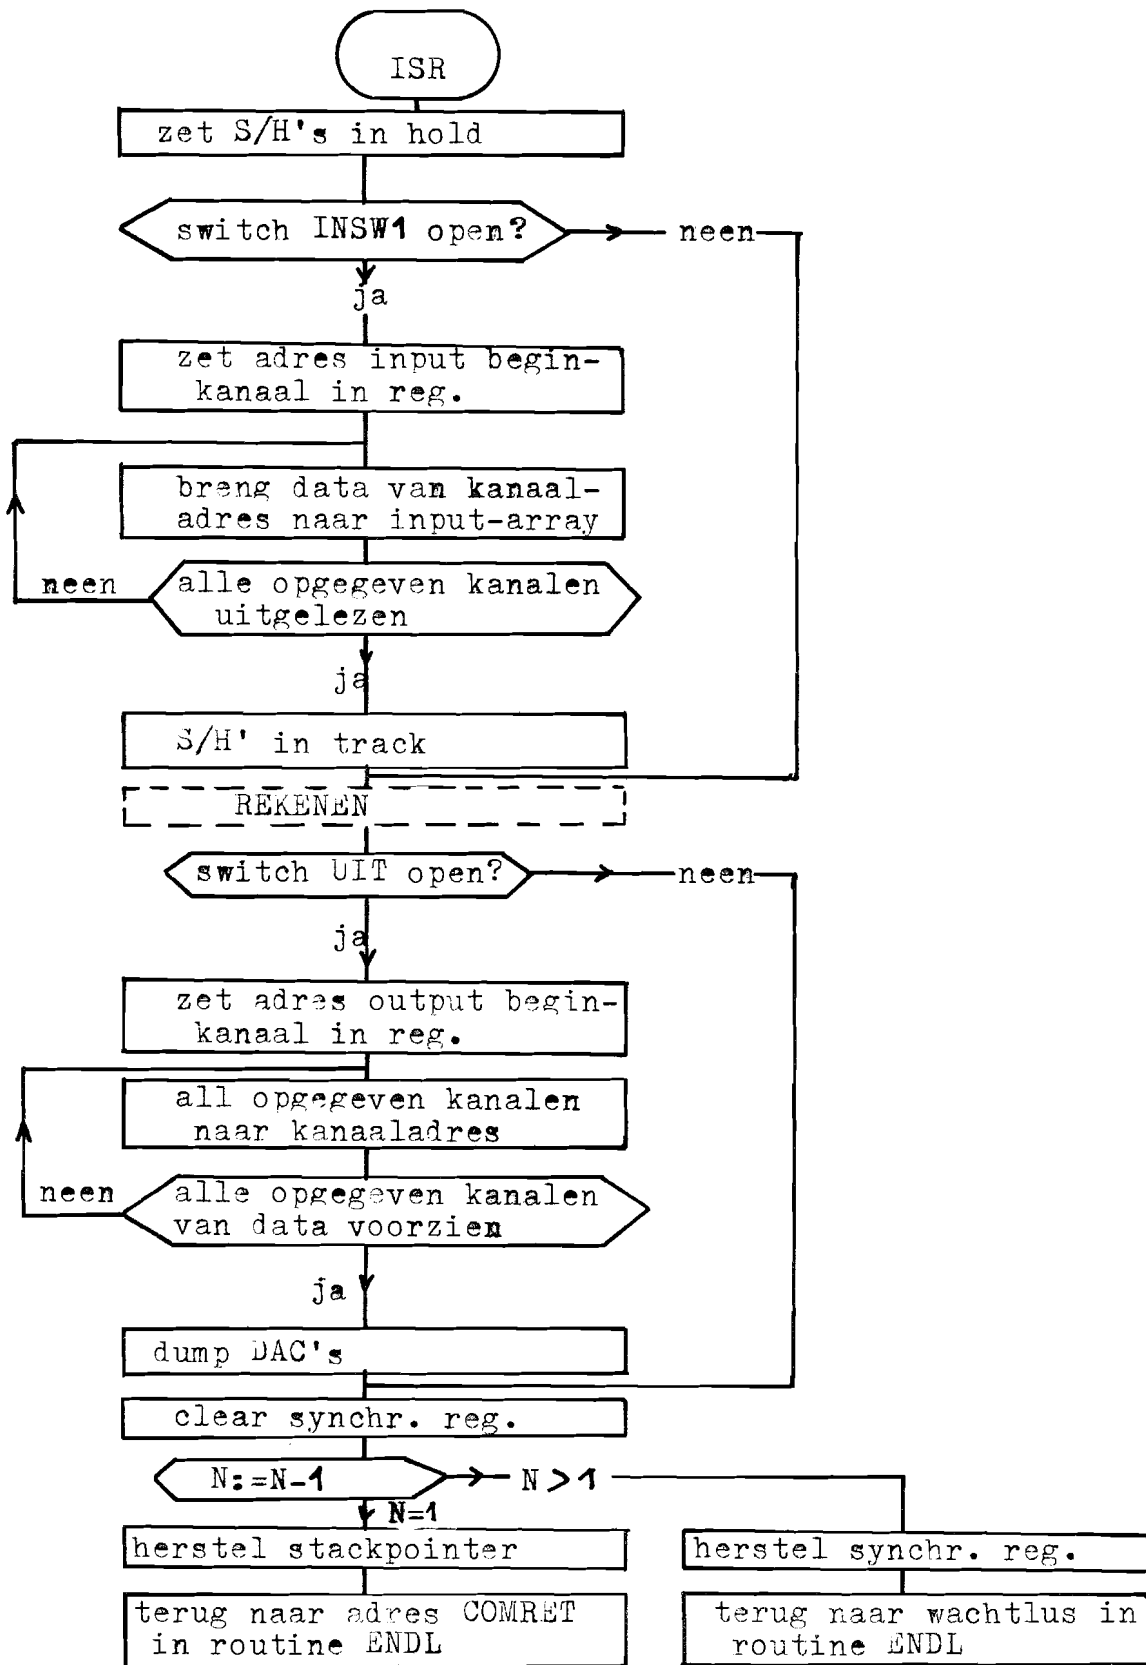 ISR
zet S/H's in hold
switch INSW1 open?
neen
ja
zet adres input begin-
kanaal in reg.
breng data van kanaal-
adres naar input-array
neen
alle opgegeven kanalen
uitgelezen
ja
S/H' in track
REKENEN
switch UIT open?
neen
ja
zet adres output begin-
kanaal in reg.
all opgegeven kanalen
naar kanaaladres
neen
alle opgegeven kanalen
van data voorzien
ja
dump DAC's
clear synchr. reg.
N:=N-1
N>1
N=1
herstel stackpointer
herstel synchr. reg.
terug naar adres COMRET
in routine ENDL
terug naar wachtlus in
routine ENDL